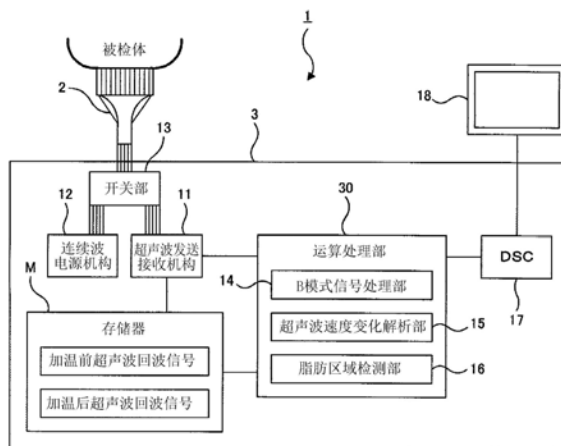 1
被检体
2
18
13
3
开关部
12
11
30
连续波
电源机构
超声波发送
接收机构
运算处理部
DSC
14
B模式信号处理部
17
M
存储器
超声波速度变化解析部
15
加温前超声波回波信号
脂肪区域检测部
16
加温后超声波回波信号